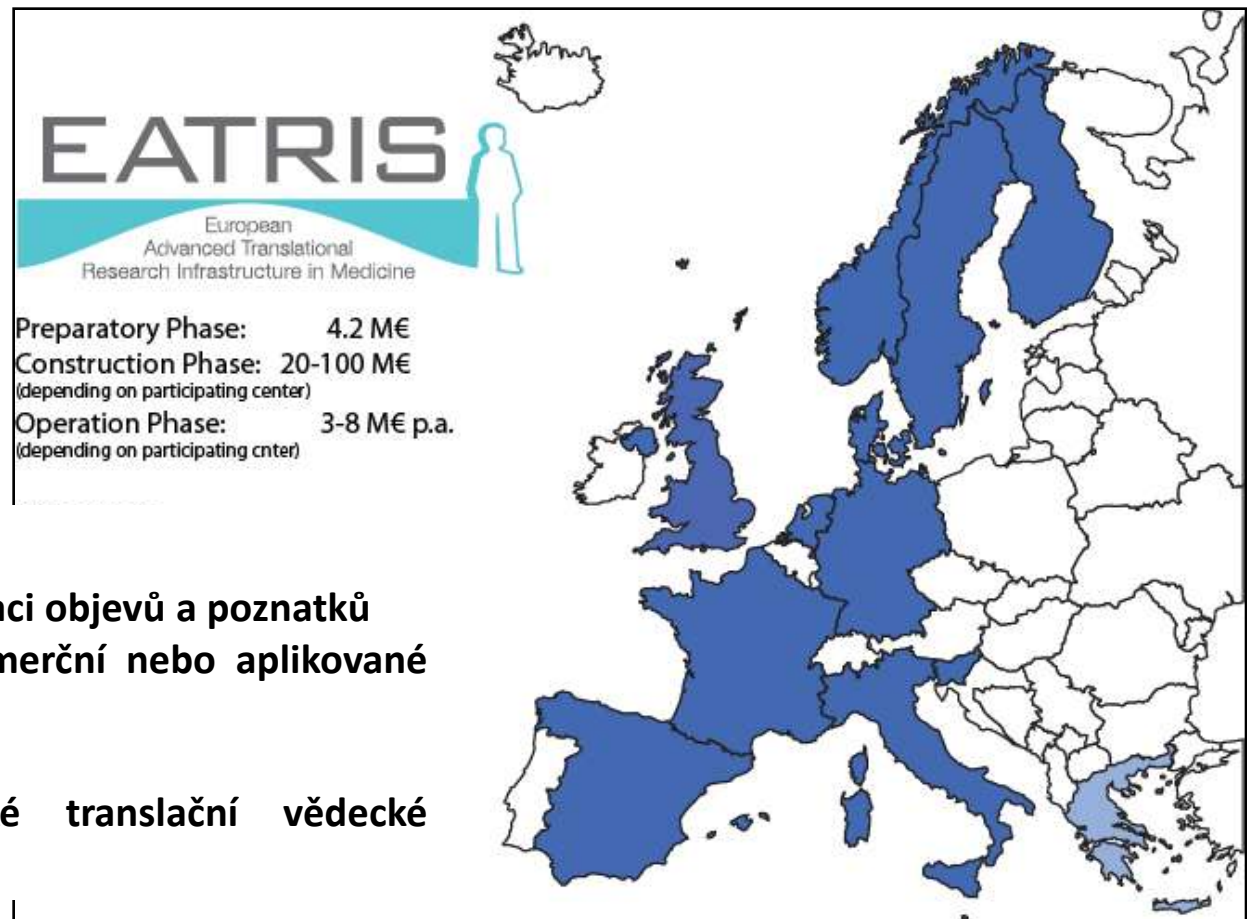 EATRIS
European
Advanced Translational
Research Infrastructure in Medicine
Preparatory Phase: 4.2 M€
Construction Phase: 20-100 M€
(depending on participating center)
Operation Phase: 3-8 M€ p.a.
(depending on participating cnter)
aci objevů a poznatků
merční nebo aplikované
é translační vědecké